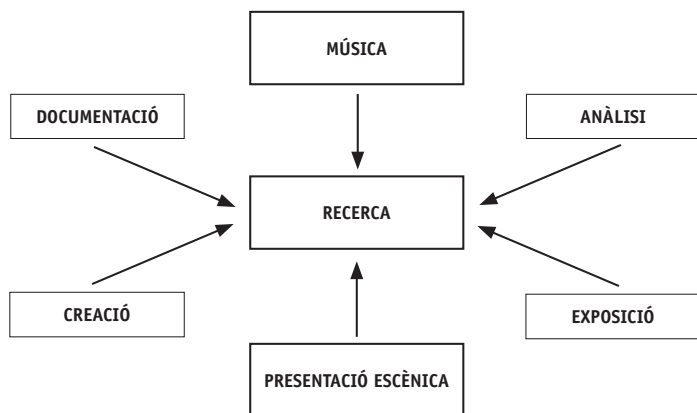 MÚSICA
DOCUMENTACIÓ
ANÀLISI
RECERCA
CREACIÓ
EXPOSICIÓ
PRESENTACIÓ ESCÈNICA